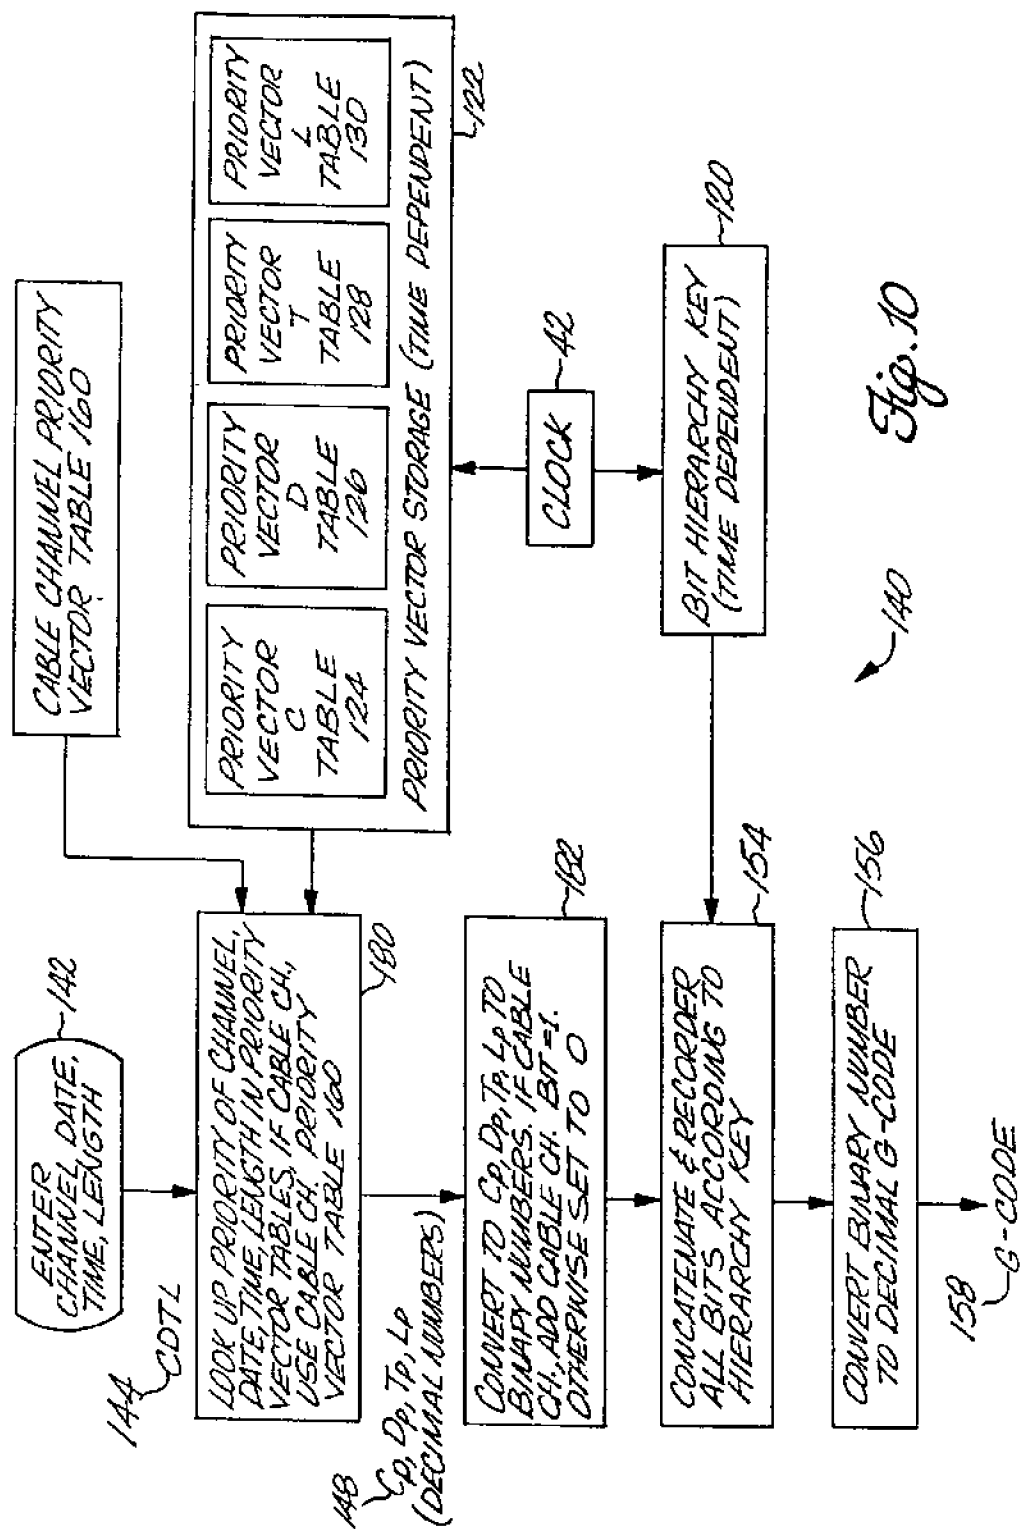 ENTER
CHANNEL DATE,
TIME, LENGTH
142
144
CDTL
CABLE CHANNEL PRIORITY
VECTOR TABLE 160
LOOK UP PRIORITY OF CHANNEL,
DATE, TIME, LENGTH IN PRIORITY
VECTOR TABLES, IF CABLE CH.,
USE CABLE CH. PRIORITY
VECTOR TABLE 160
180
PRIORITY
VECTOR
C
TABLE
124
PRIORITY
VECTOR
D
TABLE
126
PRIORITY
VECTOR
T
TABLE
128
PRIORITY
VECTOR
L
TABLE
130
PRIORITY VECTOR STORAGE (TIME DEPENDENT)
122
148
Cp, Dp, Tp, Lp
(DECIMAL NUMBERS)
CONVERT TO Cp, Dp, Tp, Lp TO
BINARY NUMBERS. IF CABLE
CH., ADD CABLE CH. BIT =1.
OTHERWISE SET TO 0
182
CLOCK
42
CONCATENATE & RECORDER
ALL BITS ACCORDING TO
HIERARCHY KEY
154
BIT HIERARCHY KEY
(TIME DEPENDENT)
120
CONVERT BINARY NUMBER
TO DECIMAL G-CODE
156
140
158
G-CODE
Fig. 10